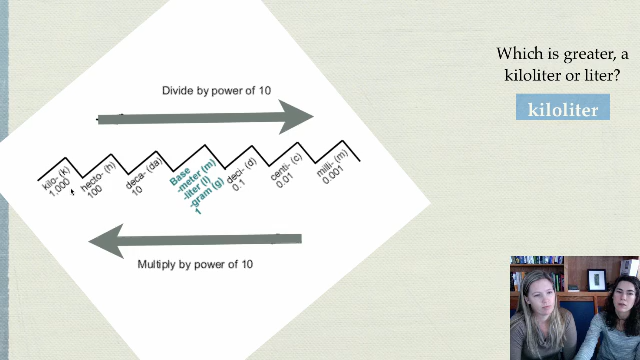 Which is greater, a
kiloliter or liter?
kiloliter
Divide by power of 10
kilo- (k)
1,000
hecto- (h)
100
deca- (da)
10
Base
-meter (m)
-liter (l)
-gram (g)
1
deci- (d)
0.1
centi- (c)
0.01
milli- (m)
0.001
Multiply by power of 10